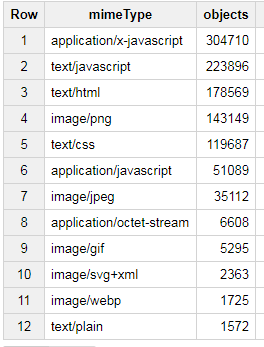 Row mimeType objects
1 application/x-javascript 304710
2 text/javascript 223896
3 text/html 178569
4 image/png 143149
5 text/css 119687
6 application/javascript 51089
7 image/jpeg 35112
8 application/octet-stream 6608
9 image/gif 5295
10 image/svg+xml 2363
11 image/webp 1725
12 text/plain 1572